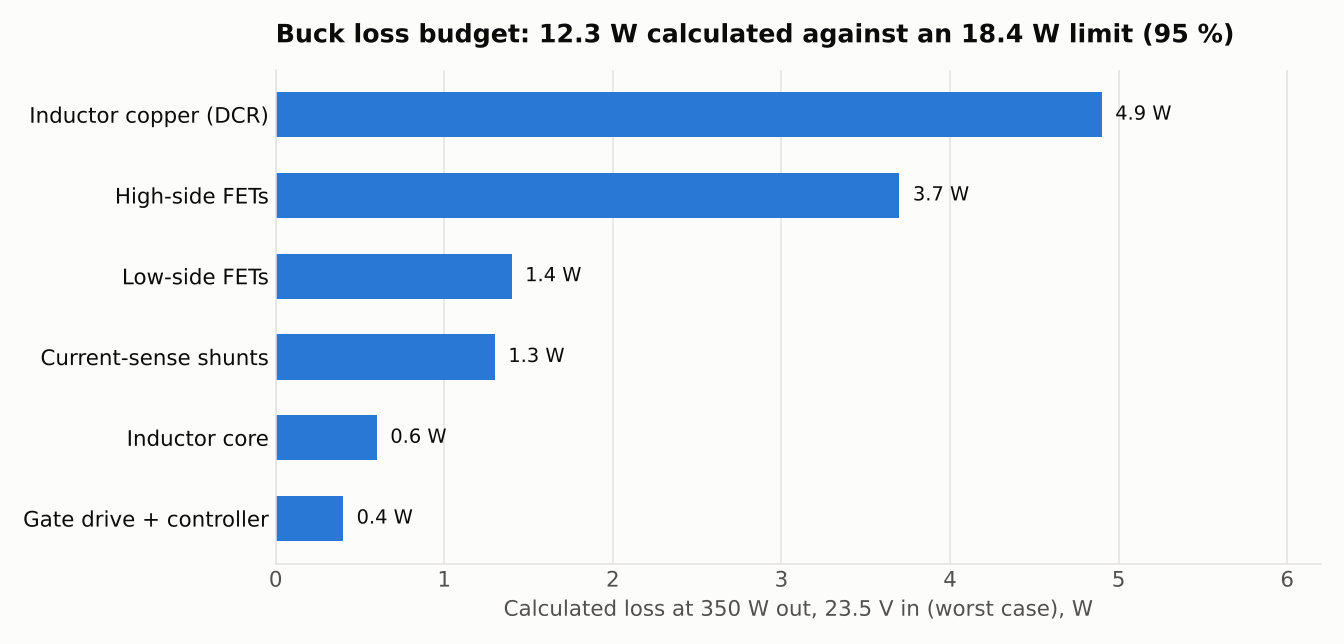 Buck loss budget: 12.3 W calculated against an 18.4 W limit (95 %)
Inductor copper (DCR)
4.9 W
High-side FETs
3.7 W
Low-side FETs
1.4 W
Current-sense shunts
1.3 W
Inductor core
0.6 W
Gate drive + controller
0.4 W
0 1 2 3 4 5 6
Calculated loss at 350 W out, 23.5 V in (worst case), W